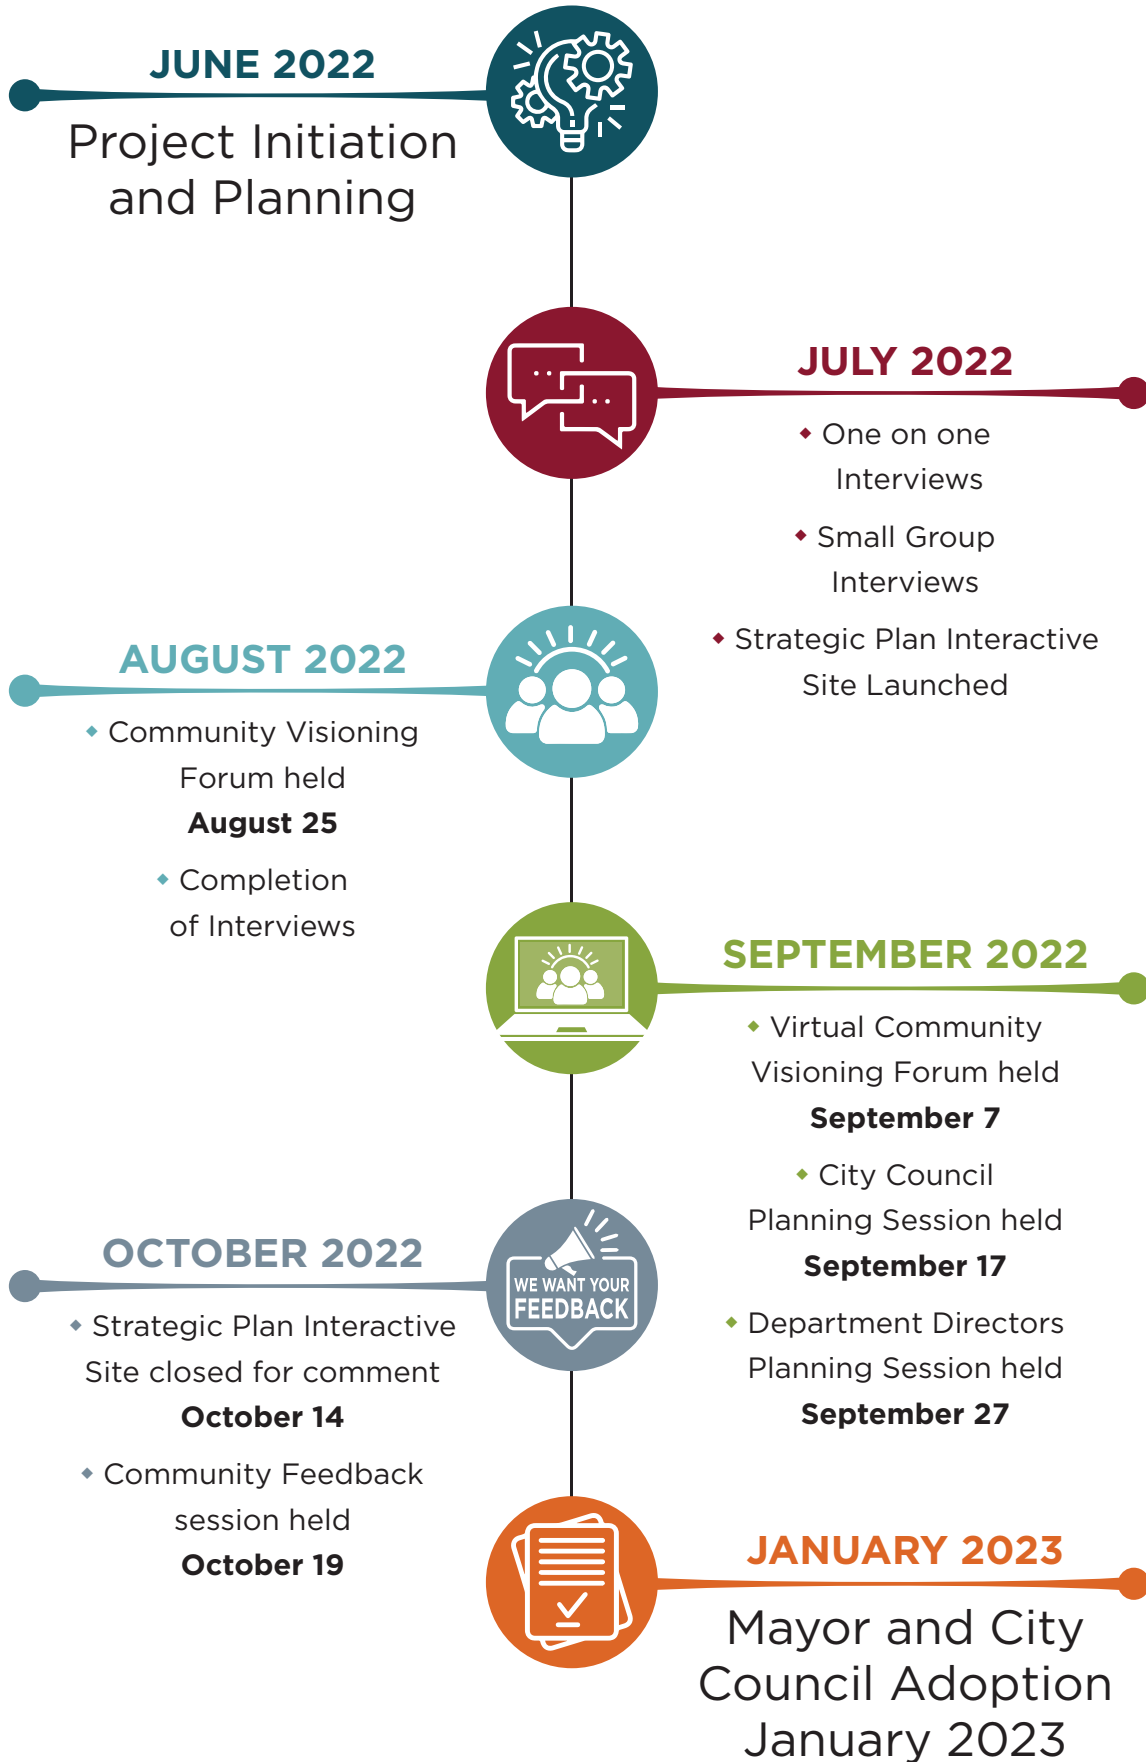 JUNE 2022
Project Initiation
and Planning
JULY 2022
One on one
Interviews
Small Group
Interviews
Strategic Plan Interactive
Site Launched
AUGUST 2022
Community Visioning
Forum held
August 25
Completion
of Interviews
SEPTEMBER 2022
Virtual Community
Visioning Forum held
September 7
City Council
Planning Session held
September 17
Department Directors
Planning Session held
September 27
OCTOBER 2022
WE WANT YOUR
FEEDBACK
Strategic Plan Interactive
Site closed for comment
October 14
Community Feedback
session held
October 19
JANUARY 2023
Mayor and City
Council Adoption
January 2023